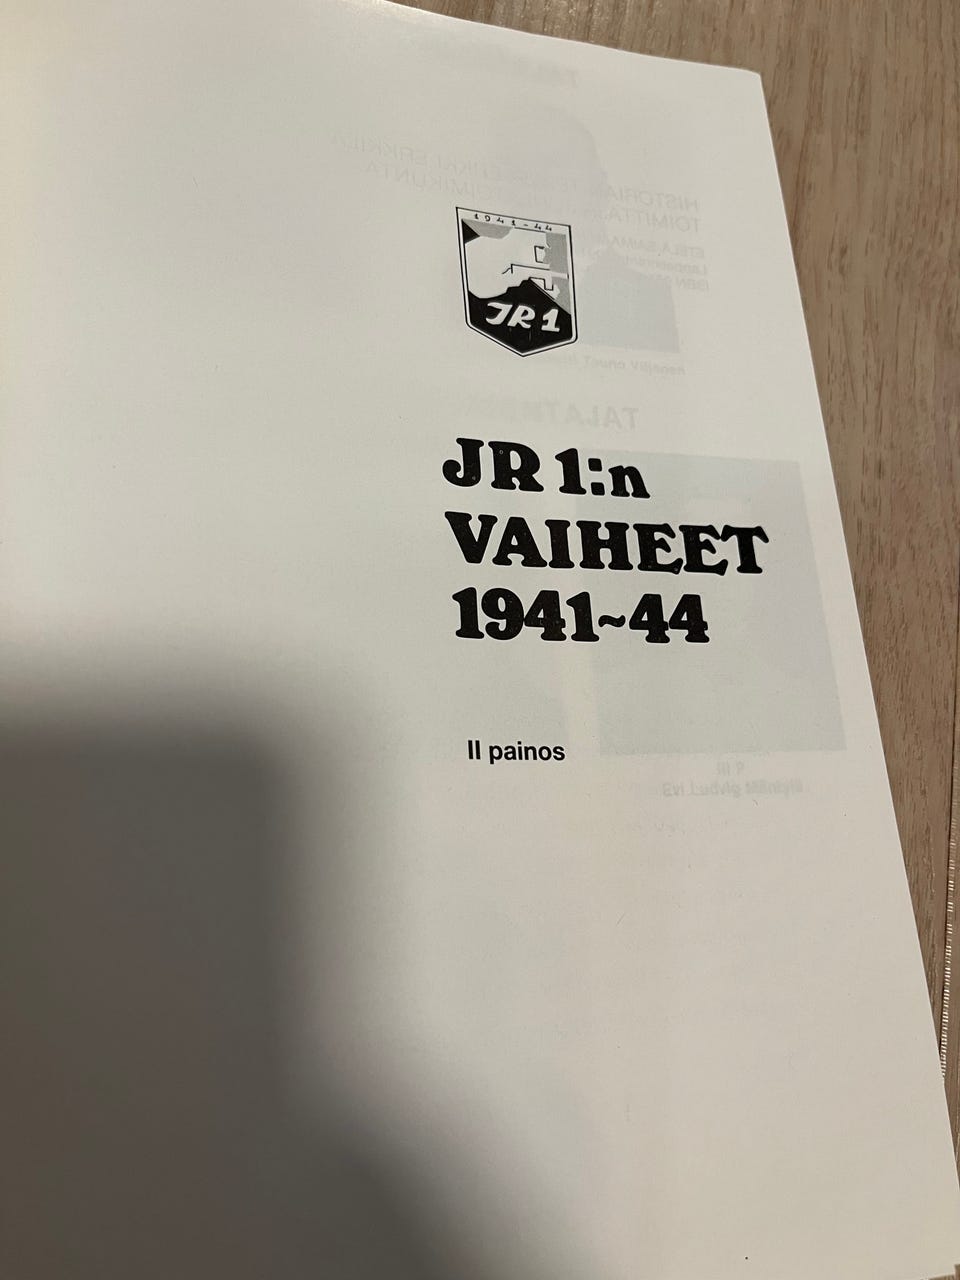 1941-44
JR 1
JR 1:n
VAIHEET
1941~44
II painos